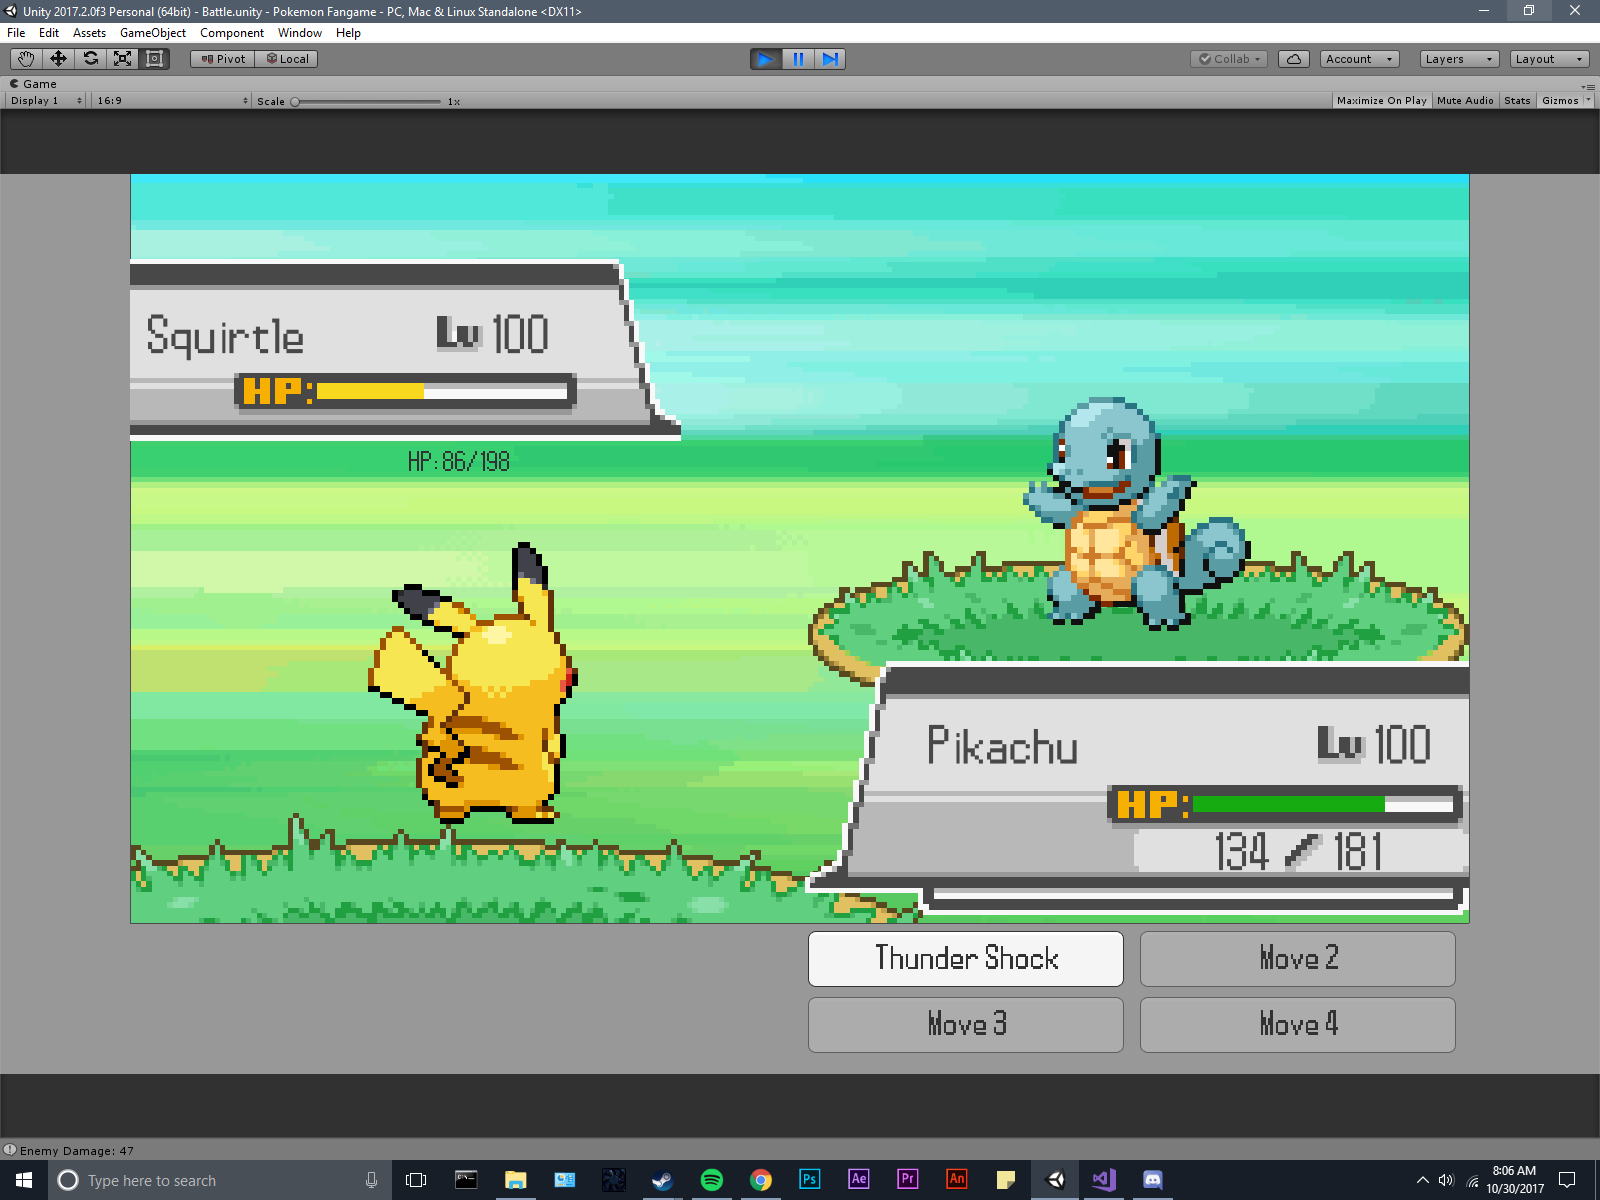 Unity 2017.2.0f3 Personal (64bit) - Battle.unity - Pokemon Fangame - PC, Mac & Linux Standalone <DX11>
File Edit Assets GameObject Component Window Help
Pivot Local Collab Account Layers Layout
Game
Display 1 16:9 Scale 1x Maximize On Play Mute Audio Stats Gizmos
Squirtle Lv 100
HP:
HP: 86/198
Pikachu Lv 100
HP:
134 / 181
Thunder Shock Move 2
Move 3 Move 4
Enemy Damage: 47
Type here to search
Ps Ae Pr An
8:06 AM
10/30/2017